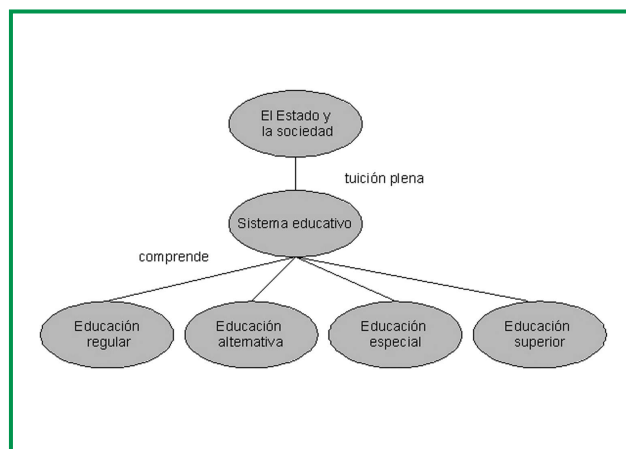 El Estado y
la sociedad
tuición plena
Sistema educativo
comprende
Educación
regular
Educación
alternativa
Educación
especial
Educación
superior